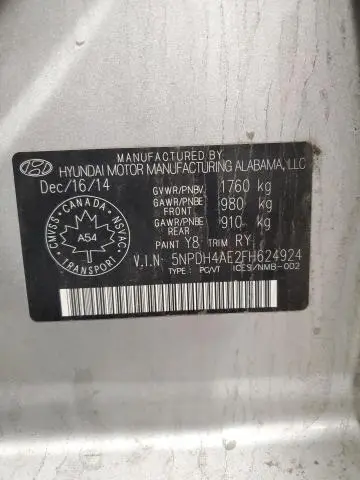 MANUFACTURED BY
HYUNDAI MOTOR MANUFACTURING ALABAMA, LLC
Dec/16/14
GVWR/PNBV 1760 kg
GAWR/PNBE FRONT 980 kg
GAWR/PNBE REAR 910 kg
PAINT Y8 TRIM RY
CANADA
CMVSS NSVAC
A54
TRANSPORT
V.I.N: 5NPDH4AE2FH624924
TYPE: PC/VT ICES/NMB-002